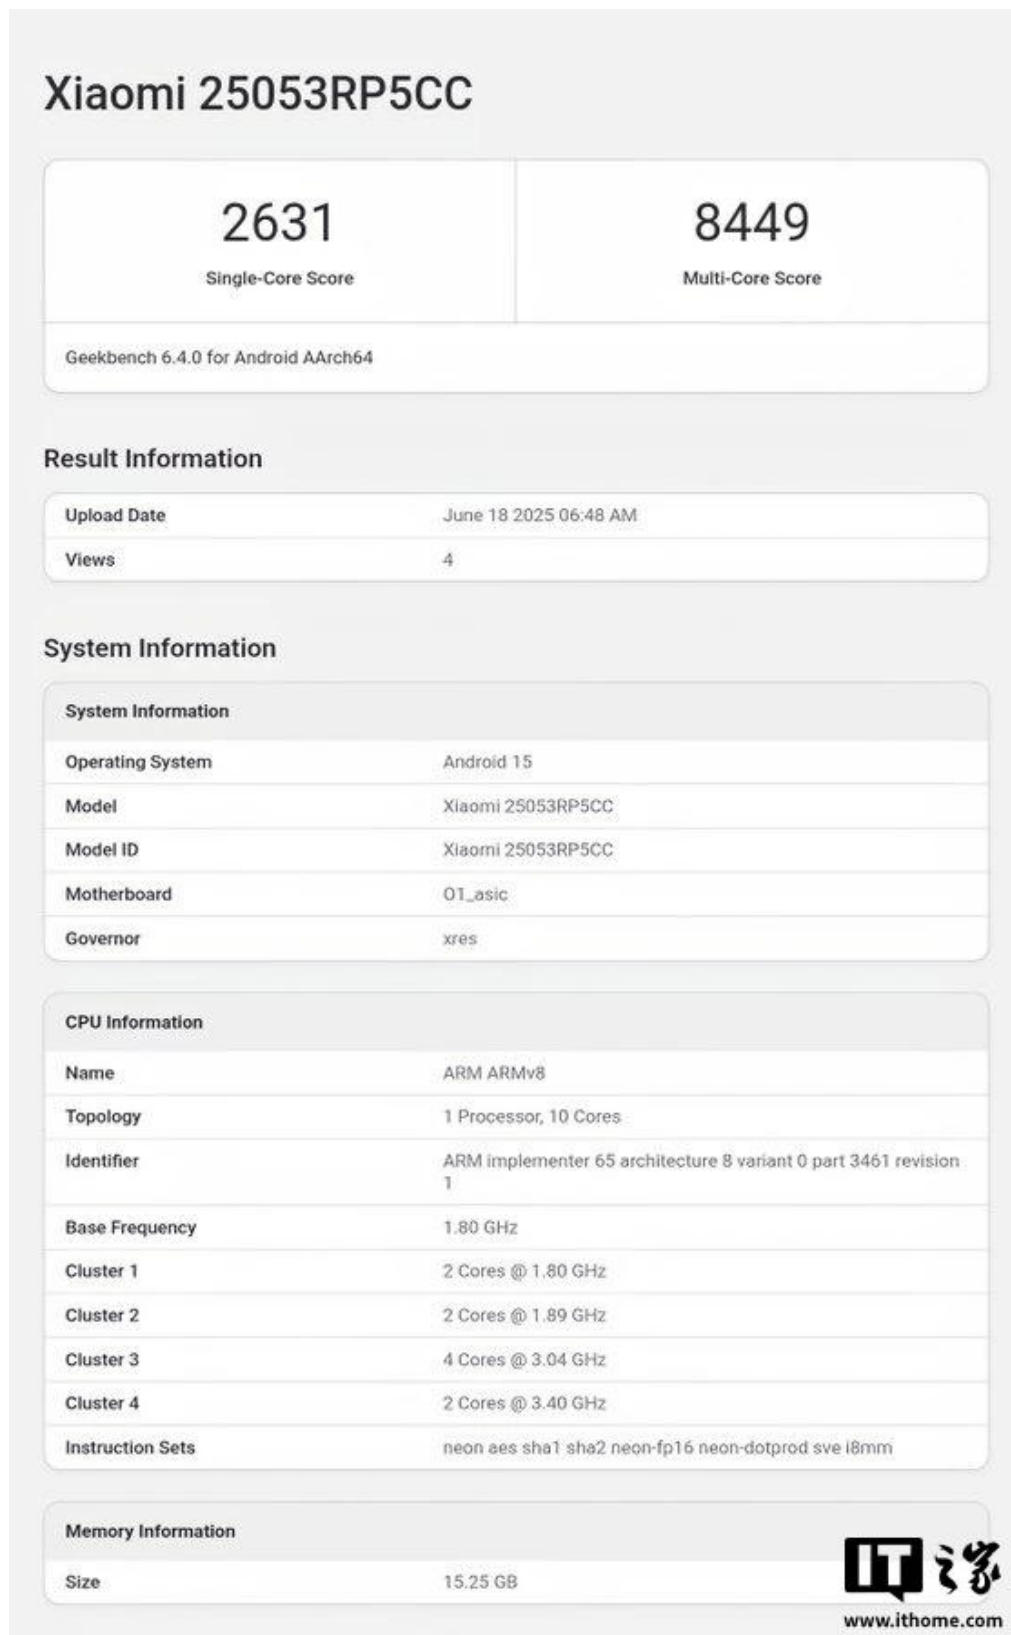 Xiaomi 25053RP5CC
2631
Single-Core Score
8449
Multi-Core Score
Geekbench 6.4.0 for Android AArch64
Result Information
Upload Date June 18 2025 06:48 AM
Views 4
System Information
System Information
Operating System Android 15
Model Xiaomi 25053RP5CC
Model ID Xiaomi 25053RP5CC
Motherboard O1_asic
Governor xres
CPU Information
Name ARM ARMv8
Topology 1 Processor, 10 Cores
Identifier ARM implementer 65 architecture 8 variant 0 part 3461 revision
1
Base Frequency 1.80 GHz
Cluster 1 2 Cores @ 1.80 GHz
Cluster 2 2 Cores @ 1.89 GHz
Cluster 3 4 Cores @ 3.04 GHz
Cluster 4 2 Cores @ 3.40 GHz
Instruction Sets neon aes sha1 sha2 neon-fp16 neon-dotprod sve i8mm
Memory Information
Size 15.25 GB
IT之家
www.ithome.com